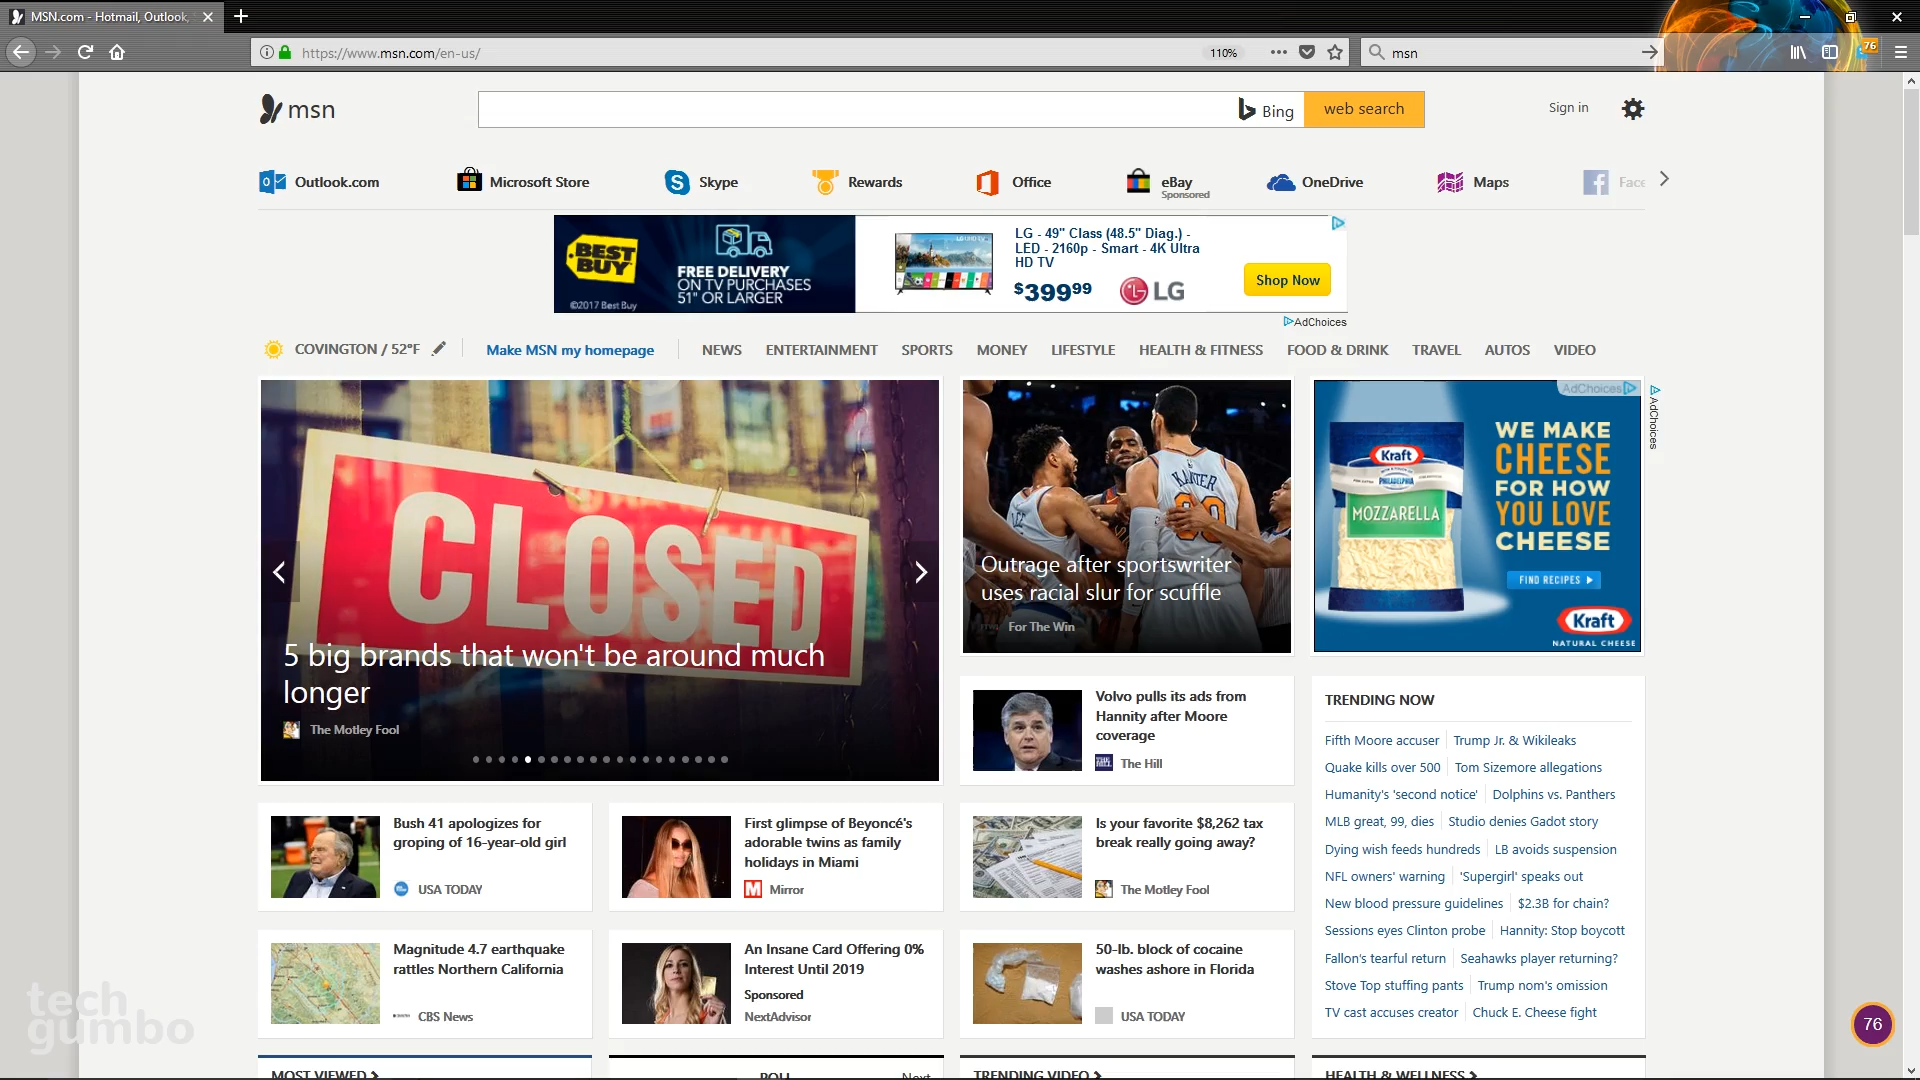 MSN.com - Hotmail, Outlook,
https://www.msn.com/en-us/
110%
msn
76
msn
Bing
web search
Sign in
Outlook.com
Microsoft Store
Skype
Rewards
Office
eBay
Sponsored
OneDrive
Maps
Face
BEST BUY
FREE DELIVERY
ON TV PURCHASES
51" OR LARGER
©2017 Best Buy
LG - 49" Class (48.5" Diag.) -
LED - 2160p - Smart - 4K Ultra
HD TV
$399.99
LG
Shop Now
AdChoices
COVINGTON / 52°F
Make MSN my homepage
NEWS
ENTERTAINMENT
SPORTS
MONEY
LIFESTYLE
HEALTH & FITNESS
FOOD & DRINK
TRAVEL
AUTOS
VIDEO
CLOSED
5 big brands that won't be around much
longer
The Motley Fool
KANTER
00
Outrage after sportswriter
uses racial slur for scuffle
For The Win
AdChoices
AdChoices
Kraft
PHILADELPHIA
MOZZARELLA
WE MAKE
CHEESE
FOR HOW
YOU LOVE
CHEESE
FIND RECIPES
Kraft
NATURAL CHEESE
Volvo pulls its ads from
Hannity after Moore
coverage
The Hill
TRENDING NOW
Fifth Moore accuser
Trump Jr. & Wikileaks
Quake kills over 500
Tom Sizemore allegations
Humanity's 'second notice'
Dolphins vs. Panthers
MLB great, 99, dies
Studio denies Gadot story
Dying wish feeds hundreds
LB avoids suspension
NFL owners' warning
'Supergirl' speaks out
New blood pressure guidelines
$2.3B for chain?
Sessions eyes Clinton probe
Hannity: Stop boycott
Fallon's tearful return
Seahawks player returning?
Stove Top stuffing pants
Trump nom's omission
TV cast accuses creator
Chuck E. Cheese fight
Bush 41 apologizes for
groping of 16-year-old girl
USA TODAY
First glimpse of Beyoncé's
adorable twins as family
holidays in Miami
Mirror
Is your favorite $8,262 tax
break really going away?
The Motley Fool
Magnitude 4.7 earthquake
rattles Northern California
CBS News
An Insane Card Offering 0%
Interest Until 2019
Sponsored
NextAdvisor
50-lb. block of cocaine
washes ashore in Florida
USA TODAY
tech
gumbo
76
MOST VIEWED
POLL
Next
TRENDING VIDEO
HEALTH & WELLNESS